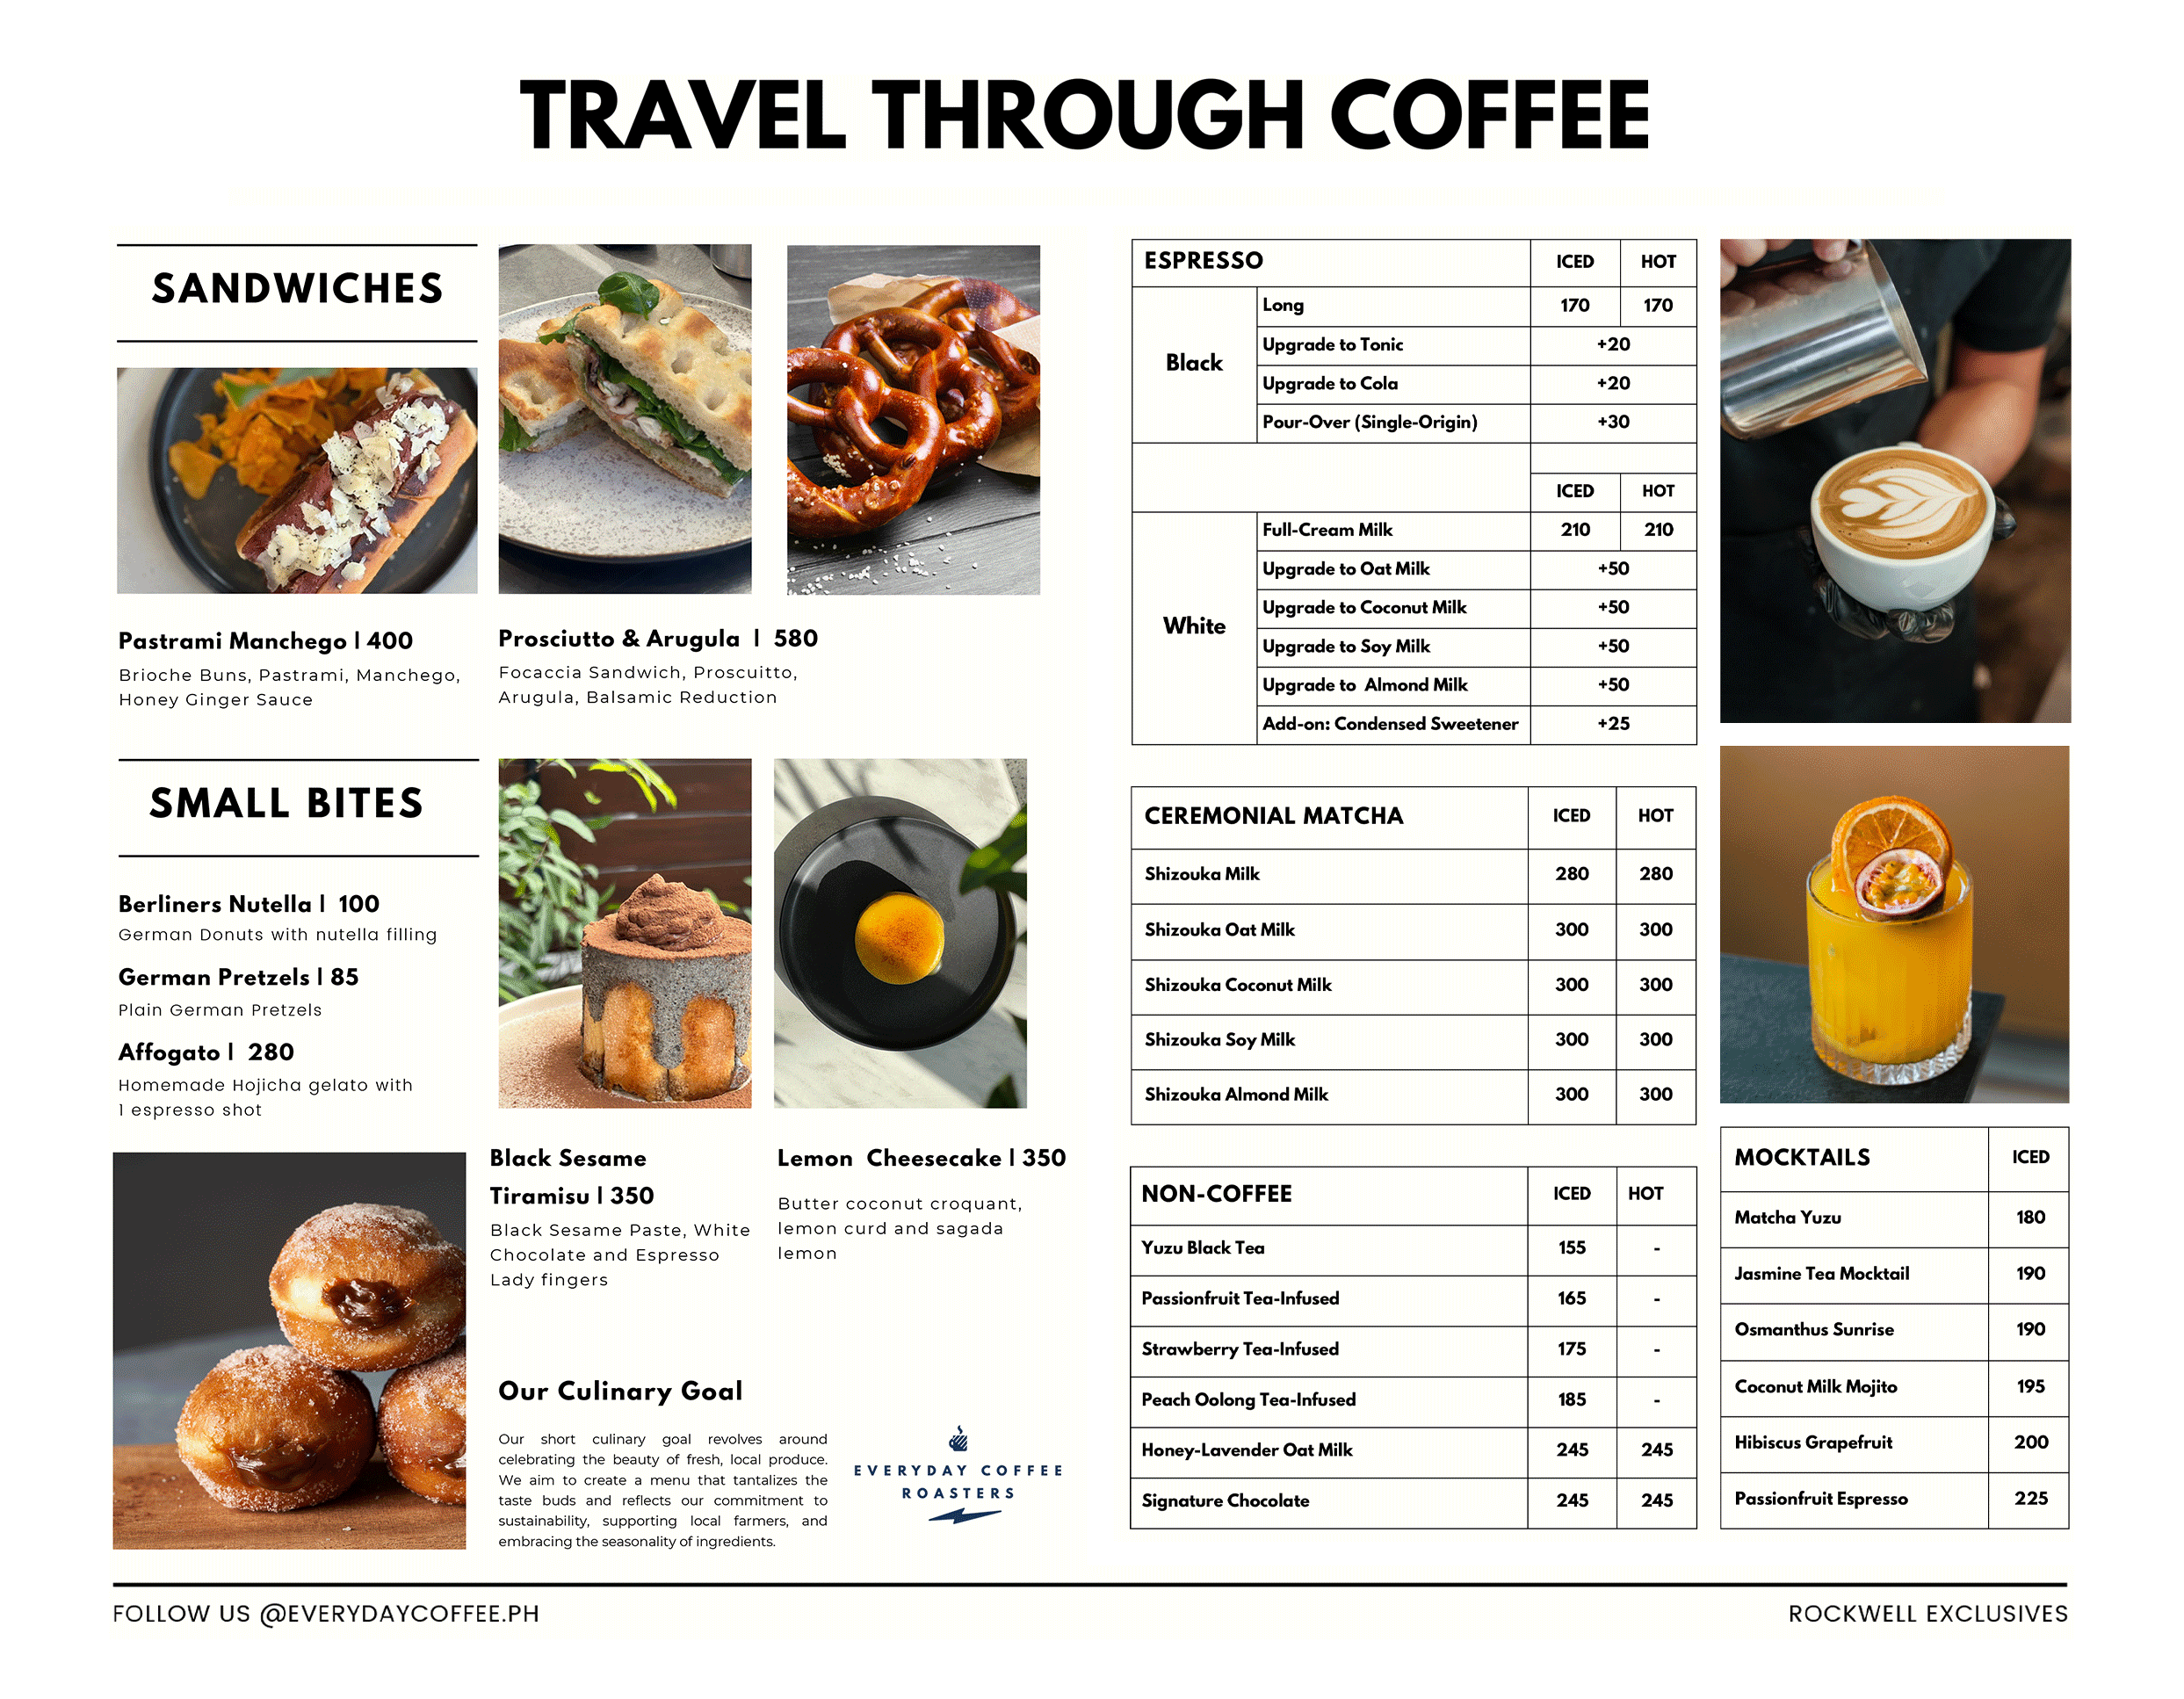 TRAVEL THROUGH COFFEE
SANDWICHES
Pastrami Manchego | 400
Brioche Buns, Pastrami, Manchego,
Honey Ginger Sauce
Prosciutto & Arugula | 580
Focaccia Sandwich, Proscuitto,
Arugula, Balsamic Reduction
SMALL BITES
Berliners Nutella | 100
German Donuts with nutella filling
German Pretzels | 85
Plain German Pretzels
Affogato | 280
Homemade Hojicha gelato with
1 espresso shot
Black Sesame
Tiramisu | 350
Black Sesame Paste, White
Chocolate and Espresso
Lady fingers
Lemon Cheesecake | 350
Butter coconut croquant,
lemon curd and sagada
lemon
Our Culinary Goal
Our short culinary goal revolves around
celebrating the beauty of fresh, local produce.
We aim to create a menu that tantalizes the
taste buds and reflects our commitment to
sustainability, supporting local farmers, and
embracing the seasonality of ingredients.
EVERYDAY COFFEE
ROASTERS
ESPRESSO ICED HOT
Black
Long 170 170
Upgrade to Tonic +20
Upgrade to Cola +20
Pour-Over (Single-Origin) +30
ICED HOT
White
Full-Cream Milk 210 210
Upgrade to Oat Milk +50
Upgrade to Coconut Milk +50
Upgrade to Soy Milk +50
Upgrade to Almond Milk +50
Add-on: Condensed Sweetener +25
CEREMONIAL MATCHA ICED HOT
Shizouka Milk 280 280
Shizouka Oat Milk 300 300
Shizouka Coconut Milk 300 300
Shizouka Soy Milk 300 300
Shizouka Almond Milk 300 300
NON-COFFEE ICED HOT
Yuzu Black Tea 155 -
Passionfruit Tea-Infused 165 -
Strawberry Tea-Infused 175 -
Peach Oolong Tea-Infused 185 -
Honey-Lavender Oat Milk 245 245
Signature Chocolate 245 245
MOCKTAILS ICED
Matcha Yuzu 180
Jasmine Tea Mocktail 190
Osmanthus Sunrise 190
Coconut Milk Mojito 195
Hibiscus Grapefruit 200
Passionfruit Espresso 225
FOLLOW US @EVERYDAYCOFFEE.PH
ROCKWELL EXCLUSIVES